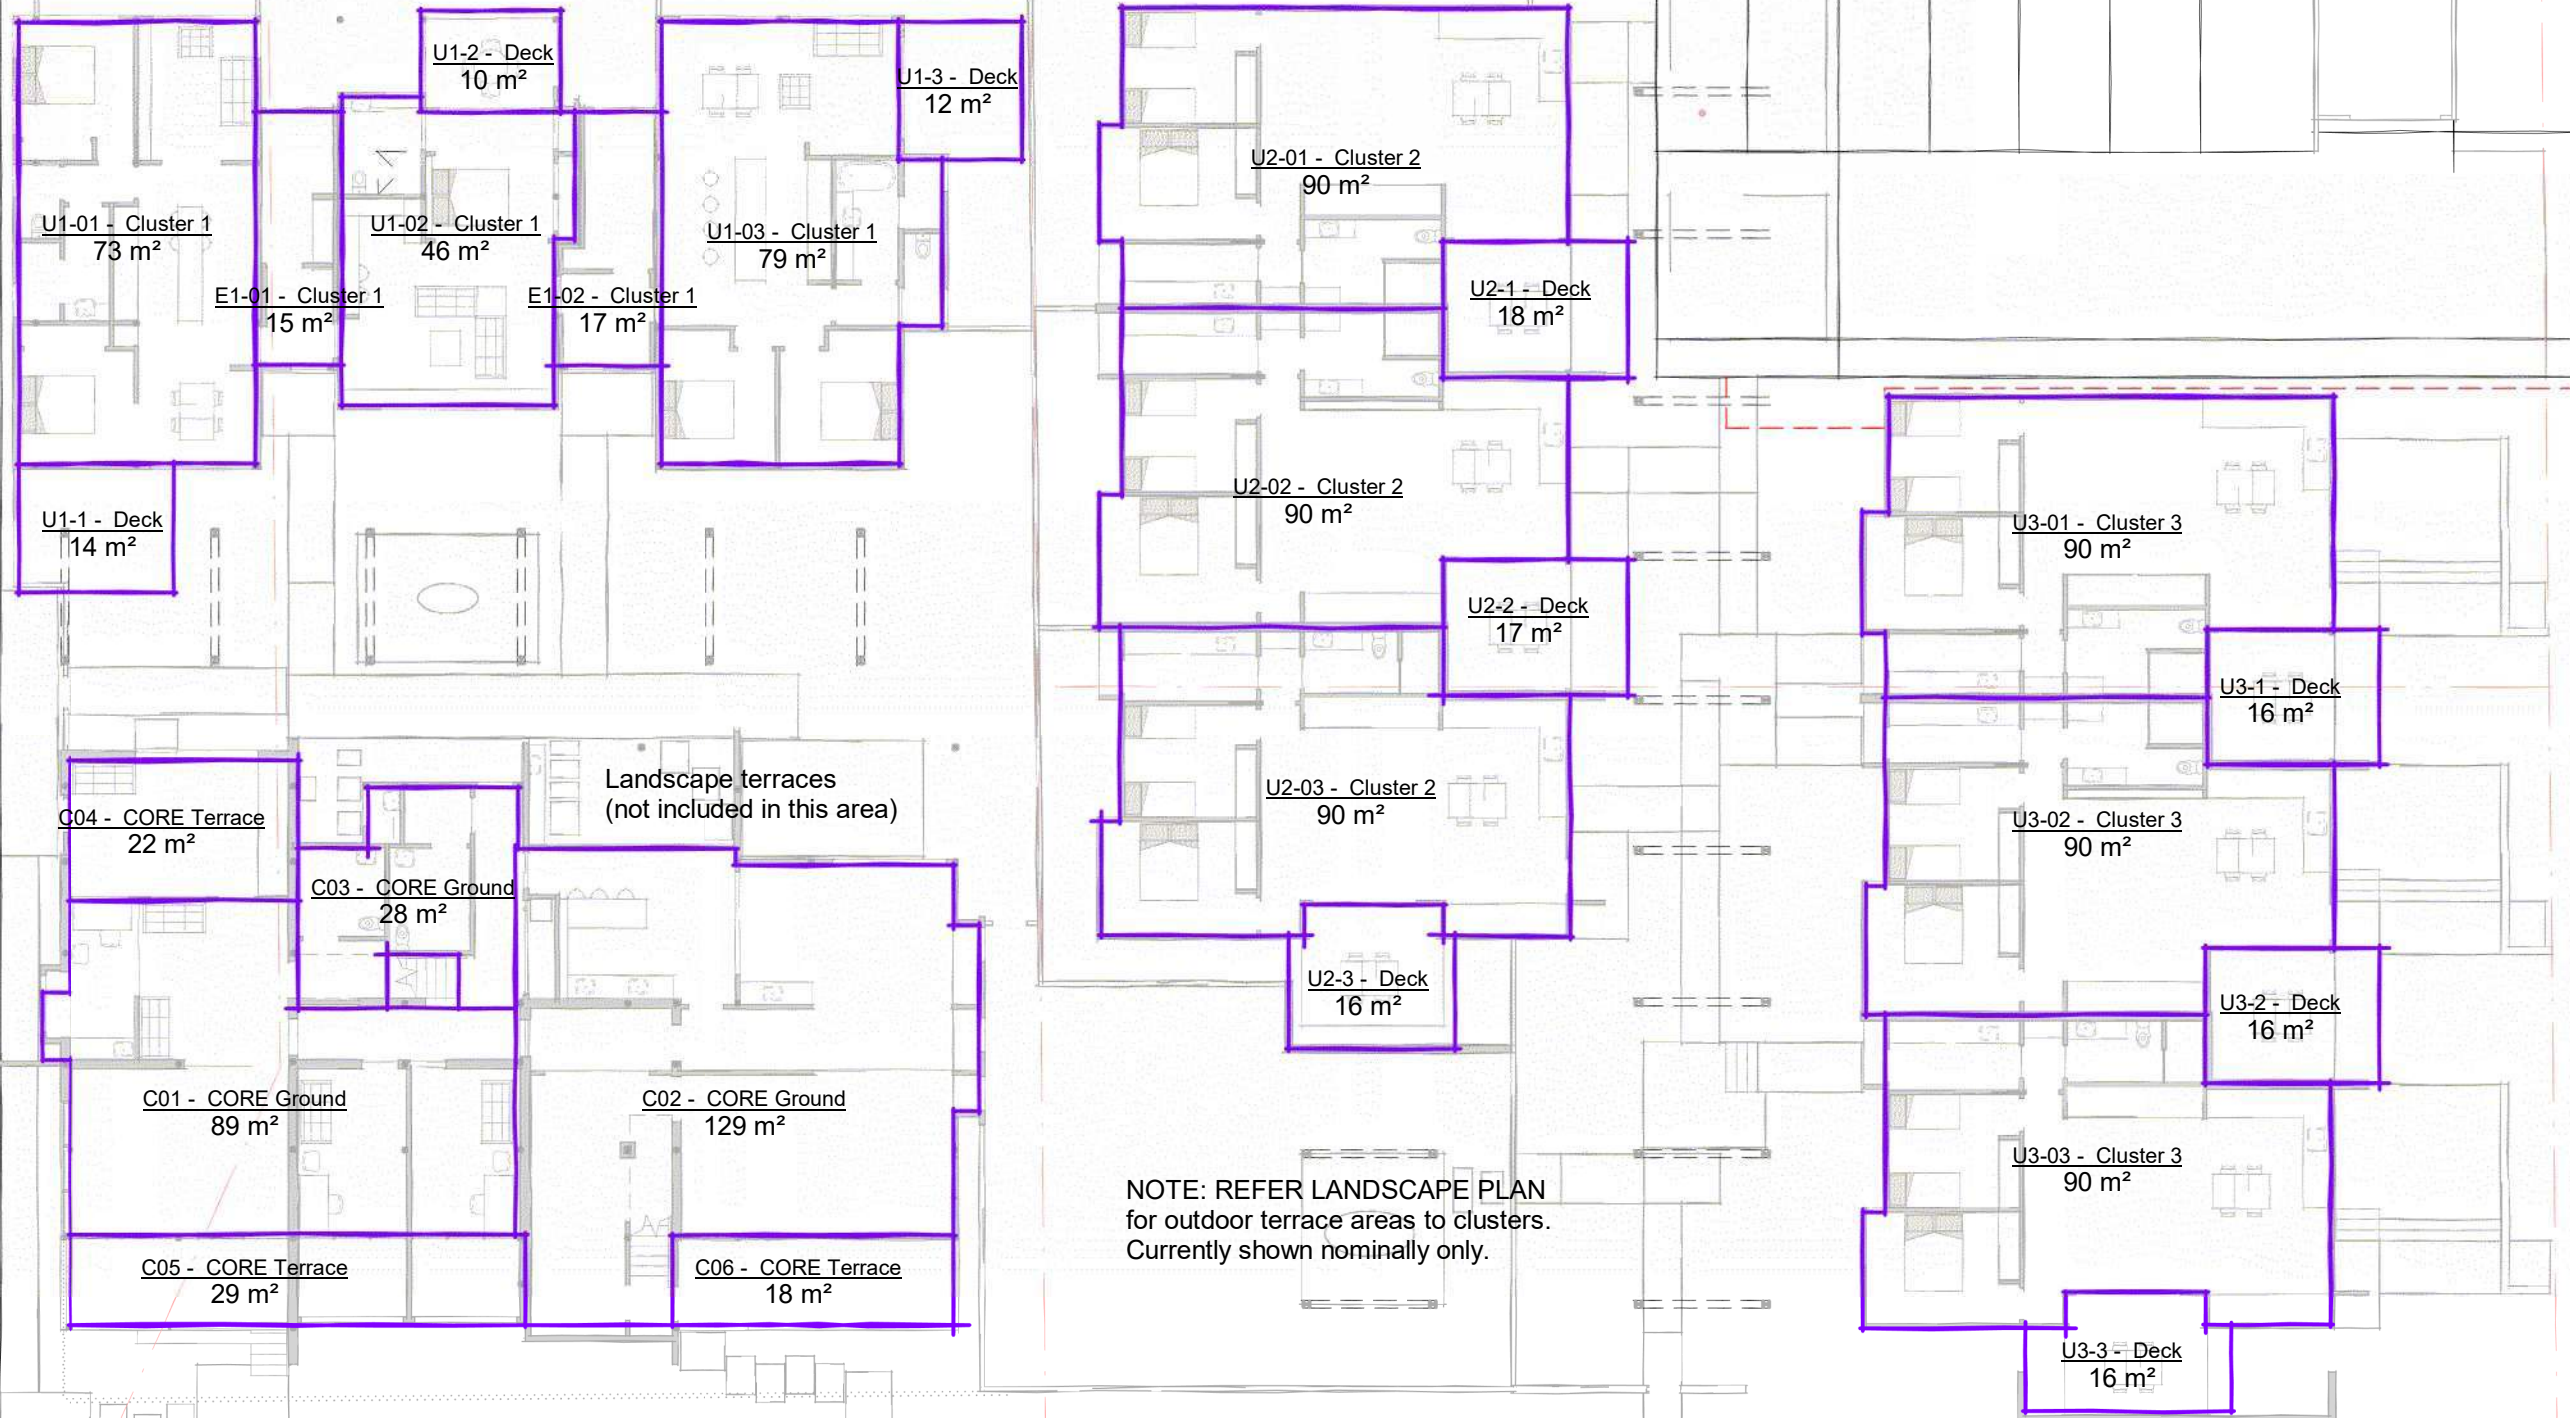 U1-2 - Deck
10 m²
U1-3 - Deck
12 m²
U1-01 - Cluster 1
73 m²
U1-02 - Cluster 1
46 m²
U1-03 - Cluster 1
79 m²
E1-01 - Cluster 1
15 m²
E1-02 - Cluster 1
17 m²
U1-1 - Deck
14 m²
U2-01 - Cluster 2
90 m²
U2-1 - Deck
18 m²
U2-02 - Cluster 2
90 m²
U2-2 - Deck
17 m²
U2-03 - Cluster 2
90 m²
U2-3 - Deck
16 m²
U3-01 - Cluster 3
90 m²
U3-1 - Deck
16 m²
U3-02 - Cluster 3
90 m²
U3-2 - Deck
16 m²
U3-03 - Cluster 3
90 m²
U3-3 - Deck
16 m²
Landscape terraces
(not included in this area)
C04 - CORE Terrace
22 m²
C03 - CORE Ground
28 m²
C01 - CORE Ground
89 m²
C02 - CORE Ground
129 m²
C05 - CORE Terrace
29 m²
C06 - CORE Terrace
18 m²
NOTE: REFER LANDSCAPE PLAN
for outdoor terrace areas to clusters.
Currently shown nominally only.